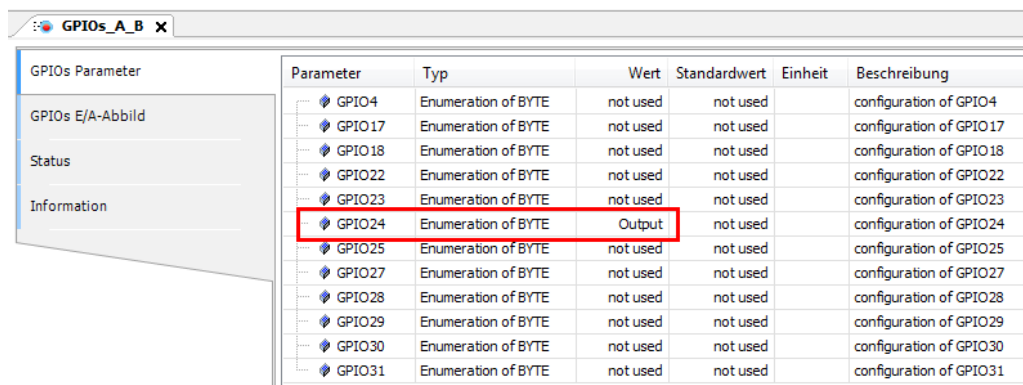 GPIOs_A_B X
GPIOs Parameter
GPIOs E/A-Abbild
Status
Information
Parameter Typ Wert Standardwert Einheit Beschreibung
GPIO4 Enumeration of BYTE not used not used configuration of GPIO4
GPIO17 Enumeration of BYTE not used not used configuration of GPIO17
GPIO18 Enumeration of BYTE not used not used configuration of GPIO18
GPIO22 Enumeration of BYTE not used not used configuration of GPIO22
GPIO23 Enumeration of BYTE not used not used configuration of GPIO23
GPIO24 Enumeration of BYTE Output not used configuration of GPIO24
GPIO25 Enumeration of BYTE not used not used configuration of GPIO25
GPIO27 Enumeration of BYTE not used not used configuration of GPIO27
GPIO28 Enumeration of BYTE not used not used configuration of GPIO28
GPIO29 Enumeration of BYTE not used not used configuration of GPIO29
GPIO30 Enumeration of BYTE not used not used configuration of GPIO30
GPIO31 Enumeration of BYTE not used not used configuration of GPIO31